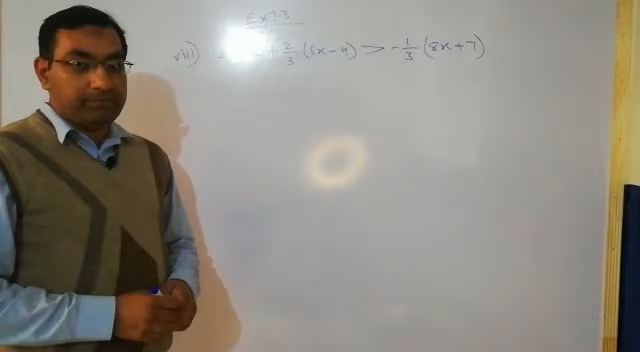 Ex 7.3
viii) - x + 2/3 (5x - 4) > - 1/3 (8x + 7)